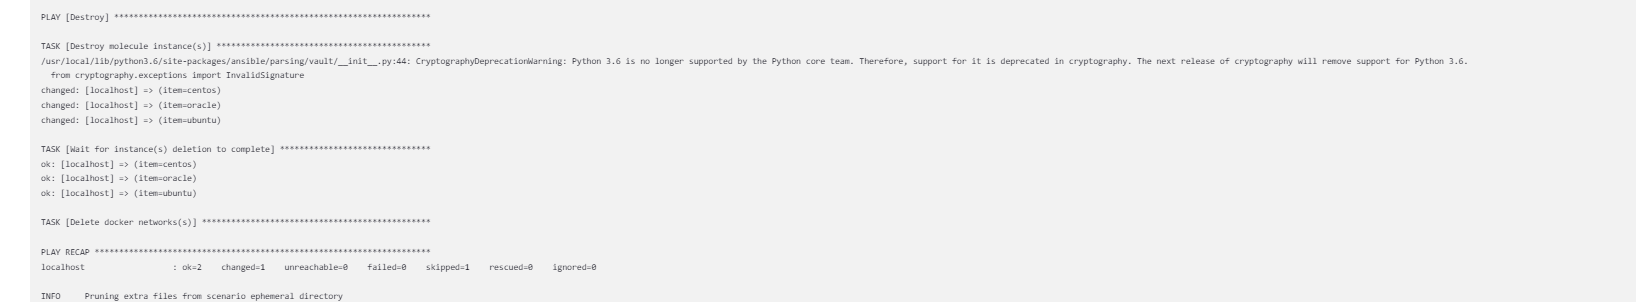 PLAY [Destroy] *****************************************************************
TASK [Destroy molecule instance(s)] ********************************************
/usr/local/lib/python3.6/site-packages/ansible/parsing/vault/__init__.py:44: CryptographyDeprecationWarning: Python 3.6 is no longer supported by the Python core team. Therefore, support for it is deprecated in cryptography. The next release of cryptography will remove support for Python 3.6.
  from cryptography.exceptions import InvalidSignature
changed: [localhost] => (item=centos)
changed: [localhost] => (item=oracle)
changed: [localhost] => (item=ubuntu)
TASK [Wait for instance(s) deletion to complete] *******************************
ok: [localhost] => (item=centos)
ok: [localhost] => (item=oracle)
ok: [localhost] => (item=ubuntu)
TASK [Delete docker networks(s)] ***********************************************
PLAY RECAP *********************************************************************
localhost                  : ok=2    changed=1    unreachable=0    failed=0    skipped=1    rescued=0    ignored=0
INFO     Pruning extra files from scenario ephemeral directory